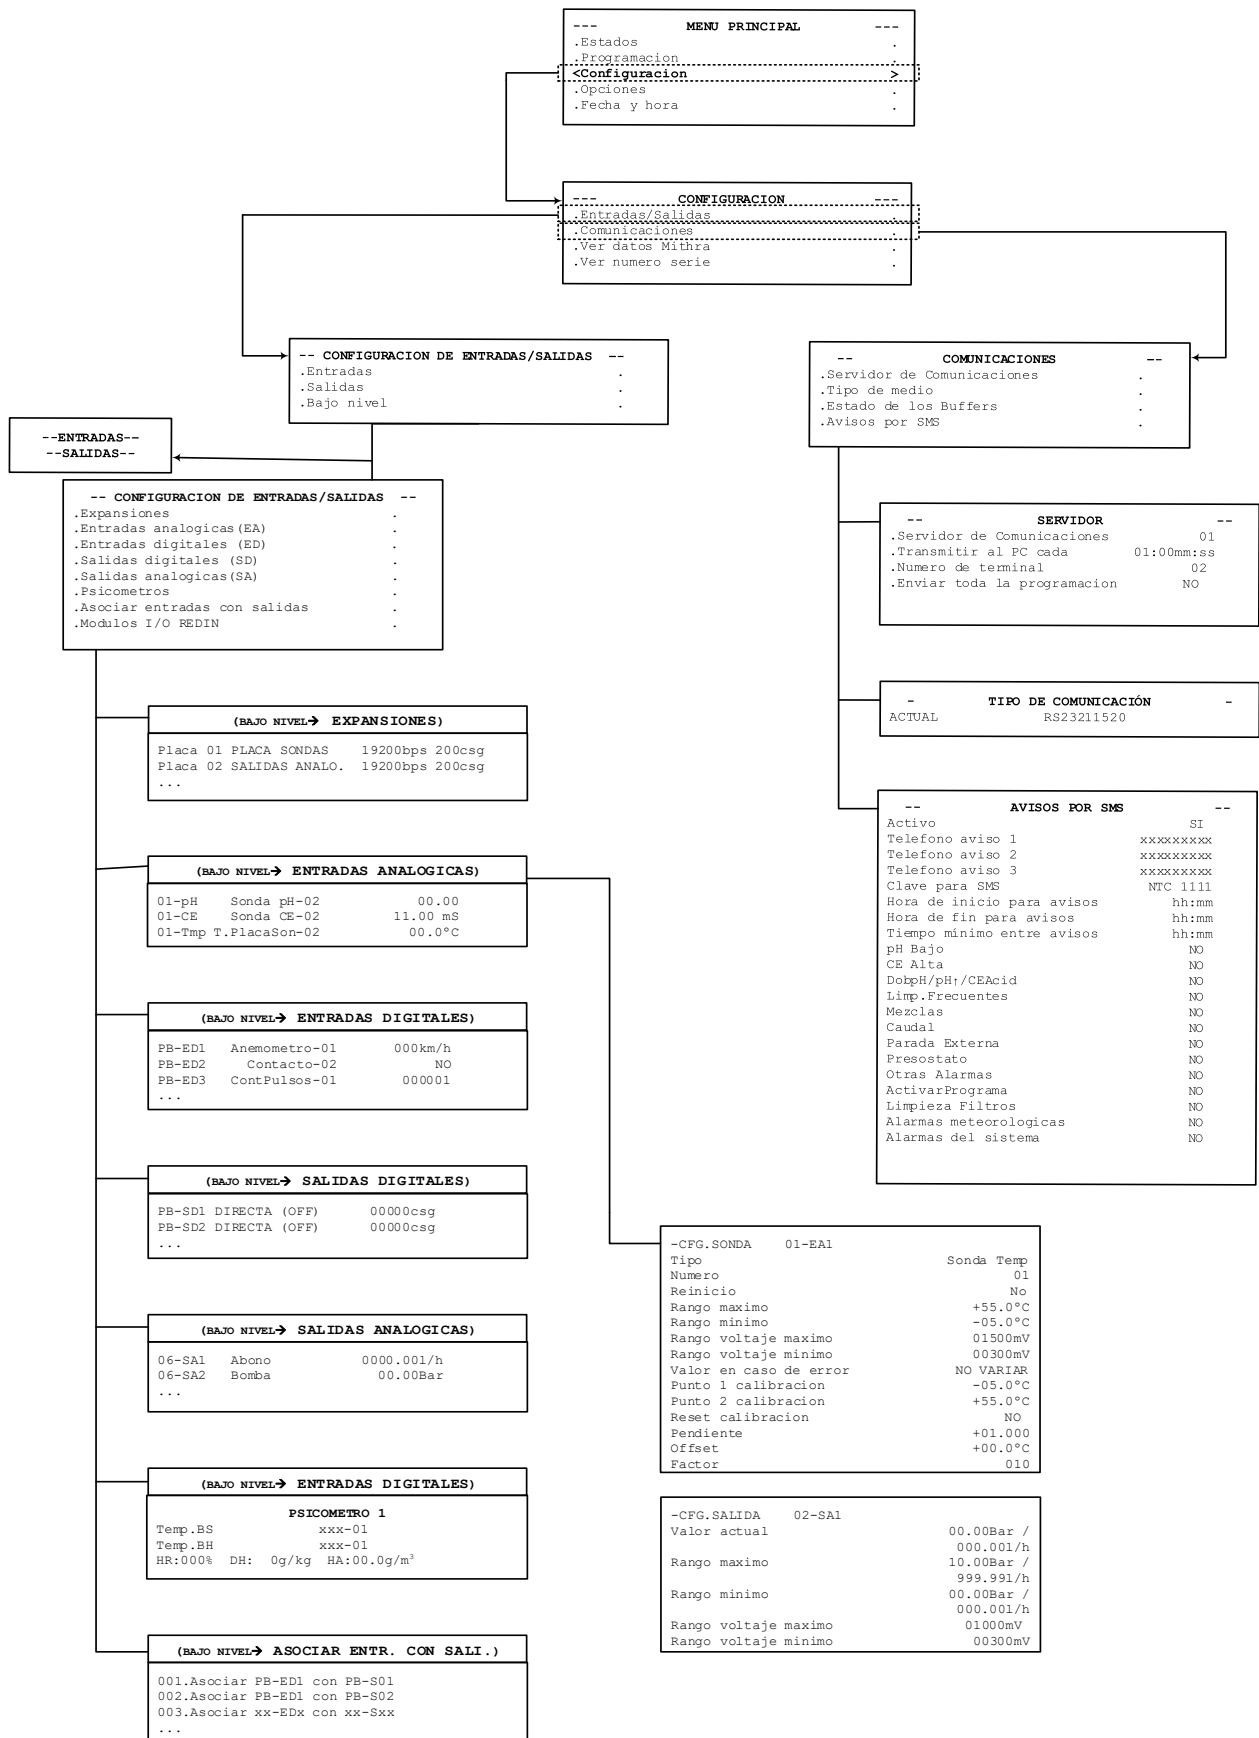 --- MENU PRINCIPAL ---
.Estados .
.Programacion .
<Configuracion >
.Opciones .
.Fecha y hora .
--- CONFIGURACION ---
.Entradas/Salidas .
.Comunicaciones .
.Ver datos Mithra .
.Ver numero serie .
-- CONFIGURACION DE ENTRADAS/SALIDAS --
.Entradas .
.Salidas .
.Bajo nivel .
-- COMUNICACIONES --
.Servidor de Comunicaciones .
.Tipo de medio .
.Estado de los Buffers .
.Avisos por SMS .
--ENTRADAS--
--SALIDAS--
-- CONFIGURACION DE ENTRADAS/SALIDAS --
.Expansiones .
.Entradas analogicas(EA) .
.Entradas digitales (ED) .
.Salidas digitales (SD) .
.Salidas analogicas(SA) .
.Psicometros .
.Asociar entradas con salidas .
.Modulos I/O REDIN .
-- SERVIDOR --
.Servidor de Comunicaciones 01
.Transmitir al PC cada 01:00mm:ss
.Numero de terminal 02
.Enviar toda la programacion NO
- TIPO DE COMUNICACIÓN -
ACTUAL RS23211520
-- AVISOS POR SMS --
Activo SI
Telefono aviso 1 xxxxxxxxx
Telefono aviso 2 xxxxxxxxx
Telefono aviso 3 xxxxxxxxx
Clave para SMS NTC 1111
Hora de inicio para avisos hh:mm
Hora de fin para avisos hh:mm
Tiempo mínimo entre avisos hh:mm
pH Bajo NO
CE Alta NO
DobpH/pH↑/CEAcid NO
Limp.Frecuentes NO
Mezclas NO
Caudal NO
Parada Externa NO
Presostato NO
Otras Alarmas NO
ActivarPrograma NO
Limpieza Filtros NO
Alarmas meteorologicas NO
Alarmas del sistema NO
(BAJO NIVEL→ EXPANSIONES)
Placa 01 PLACA SONDAS 19200bps 200csg
Placa 02 SALIDAS ANALO. 19200bps 200csg
...
(BAJO NIVEL→ ENTRADAS ANALOGICAS)
01-pH Sonda pH-02 00.00
01-CE Sonda CE-02 11.00 mS
01-Tmp T.PlacaSon-02 00.0ºC
(BAJO NIVEL→ ENTRADAS DIGITALES)
PB-ED1 Anemometro-01 000km/h
PB-ED2 Contacto-02 NO
PB-ED3 ContPulsos-01 000001
...
(BAJO NIVEL→ SALIDAS DIGITALES)
PB-SD1 DIRECTA (OFF) 00000csg
PB-SD2 DIRECTA (OFF) 00000csg
...
(BAJO NIVEL→ SALIDAS ANALOGICAS)
06-SA1 Abono 0000.00l/h
06-SA2 Bomba 00.00Bar
...
(BAJO NIVEL→ ENTRADAS DIGITALES)
PSICOMETRO 1
Temp.BS xxx-01
Temp.BH xxx-01
HR:000% DH: 0g/kg HA:00.0g/m³
(BAJO NIVEL→ ASOCIAR ENTR. CON SALI.)
001.Asociar PB-ED1 con PB-S01
002.Asociar PB-ED1 con PB-S02
003.Asociar xx-EDx con xx-Sxx
...
-CFG.SONDA 01-EA1
Tipo Sonda Temp
Numero 01
Reinicio No
Rango maximo +55.0ºC
Rango minimo -05.0ºC
Rango voltaje maximo 01500mV
Rango voltaje minimo 00300mV
Valor en caso de error NO VARIAR
Punto 1 calibracion -05.0ºC
Punto 2 calibracion +55.0ºC
Reset calibracion NO
Pendiente +01.000
Offset +00.0ºC
Factor 010
-CFG.SALIDA 02-SA1
Valor actual 00.00Bar /
000.00l/h
Rango maximo 10.00Bar /
999.99l/h
Rango minimo 00.00Bar /
000.00l/h
Rango voltaje maximo 01000mV
Rango voltaje minimo 00300mV